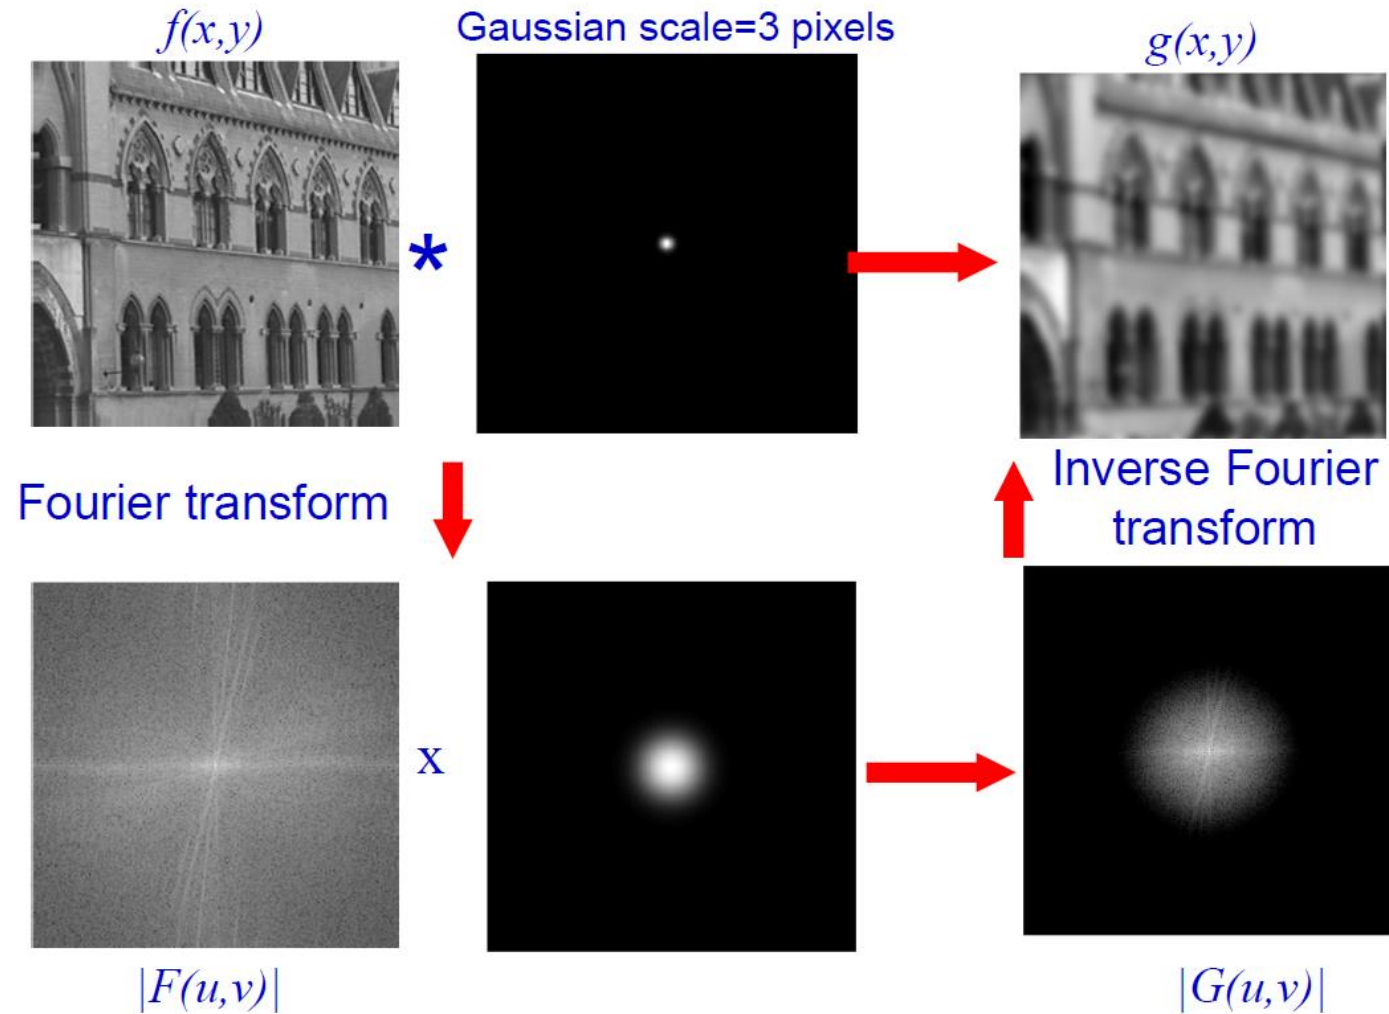 f(x,y)
Gaussian scale=3 pixels
g(x,y)
*
Fourier transform
Inverse Fourier
transform
x
|F(u,v)|
|G(u,v)|